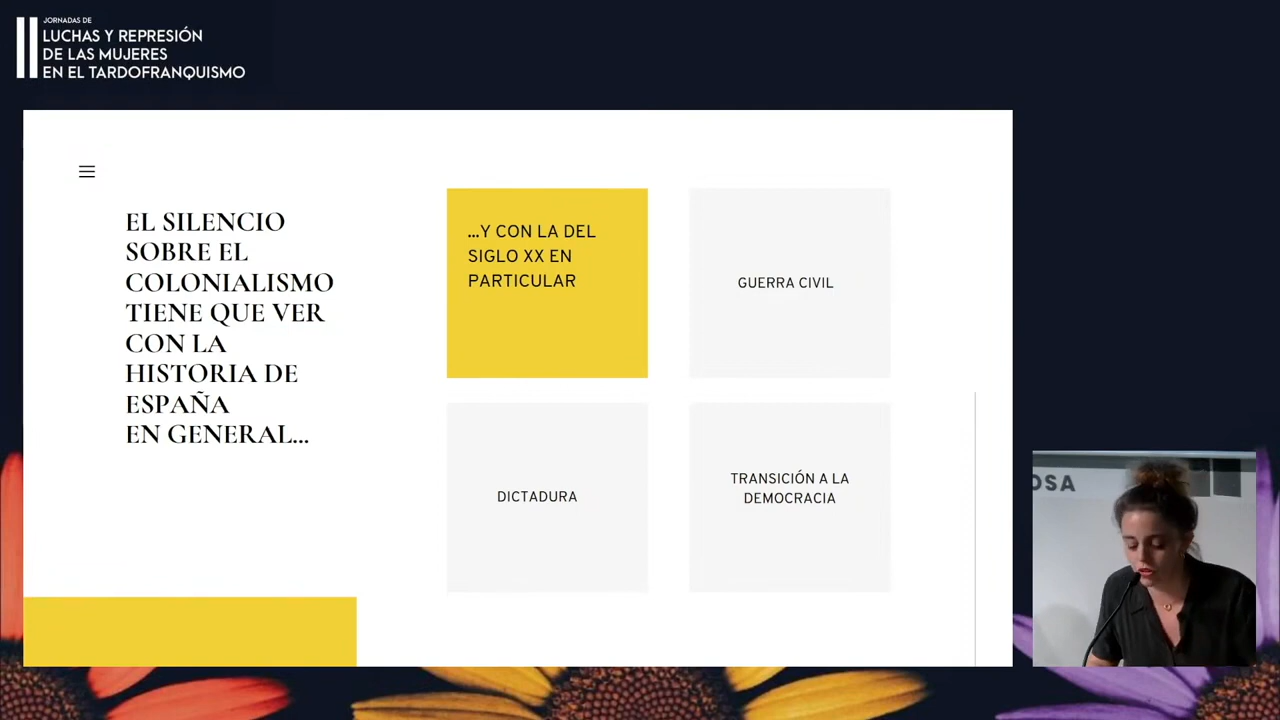 JORNADAS DE
II LUCHAS Y REPRESIÓN
DE LAS MUJERES
EN EL TARDOFRANQUISMO
EL SILENCIO
SOBRE EL
COLONIALISMO
TIENE QUE VER
CON LA
HISTORIA DE
ESPAÑA
EN GENERAL...
...Y CON LA DEL
SIGLO XX EN
PARTICULAR
GUERRA CIVIL
DICTADURA
TRANSICIÓN A LA
DEMOCRACIA
OSA